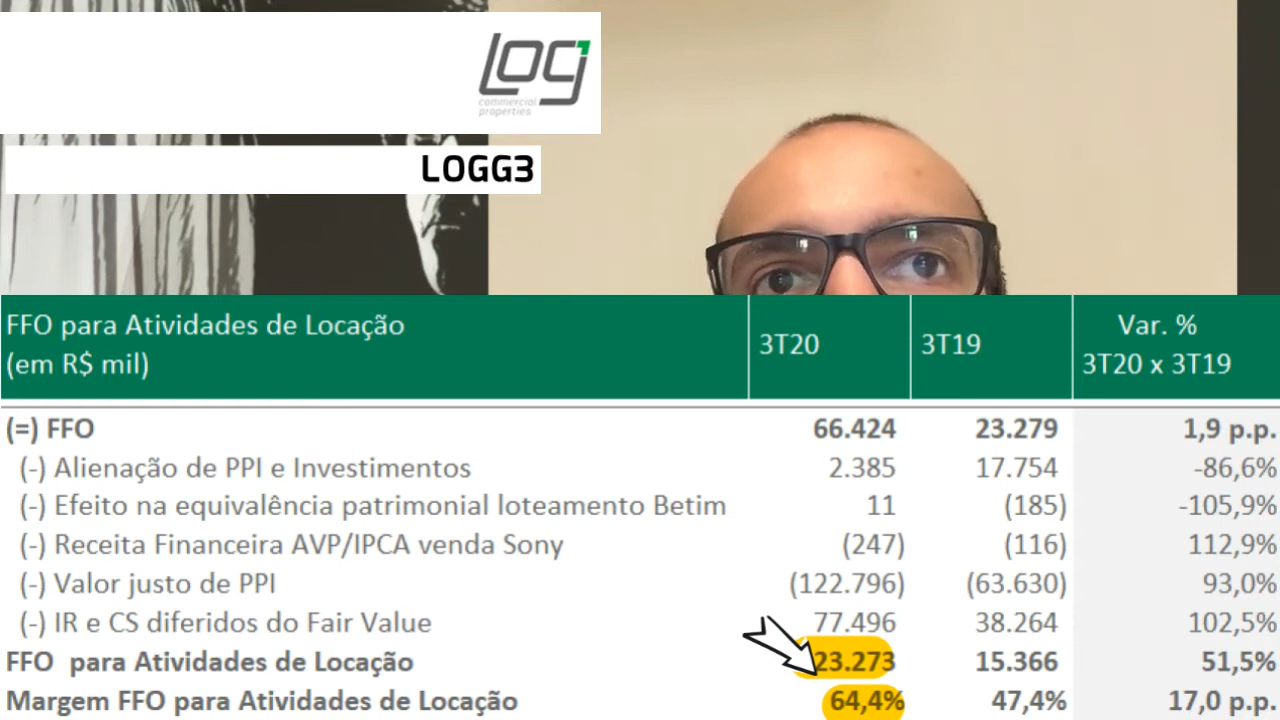 Log
commercial
properties
LOGG3
FFO para Atividades de Locação
(em R$ mil)
3T20
3T19
Var. %
3T20 x 3T19
(=) FFO 66.424 23.279 1,9 p.p.
(-) Alienação de PPI e Investimentos 2.385 17.754 -86,6%
(-) Efeito na equivalência patrimonial loteamento Betim 11 (185) -105,9%
(-) Receita Financeira AVP/IPCA venda Sony (247) (116) 112,9%
(-) Valor justo de PPI (122.796) (63.630) 93,0%
(-) IR e CS diferidos do Fair Value 77.496 38.264 102,5%
FFO para Atividades de Locação 23.273 15.366 51,5%
Margem FFO para Atividades de Locação 64,4% 47,4% 17,0 p.p.